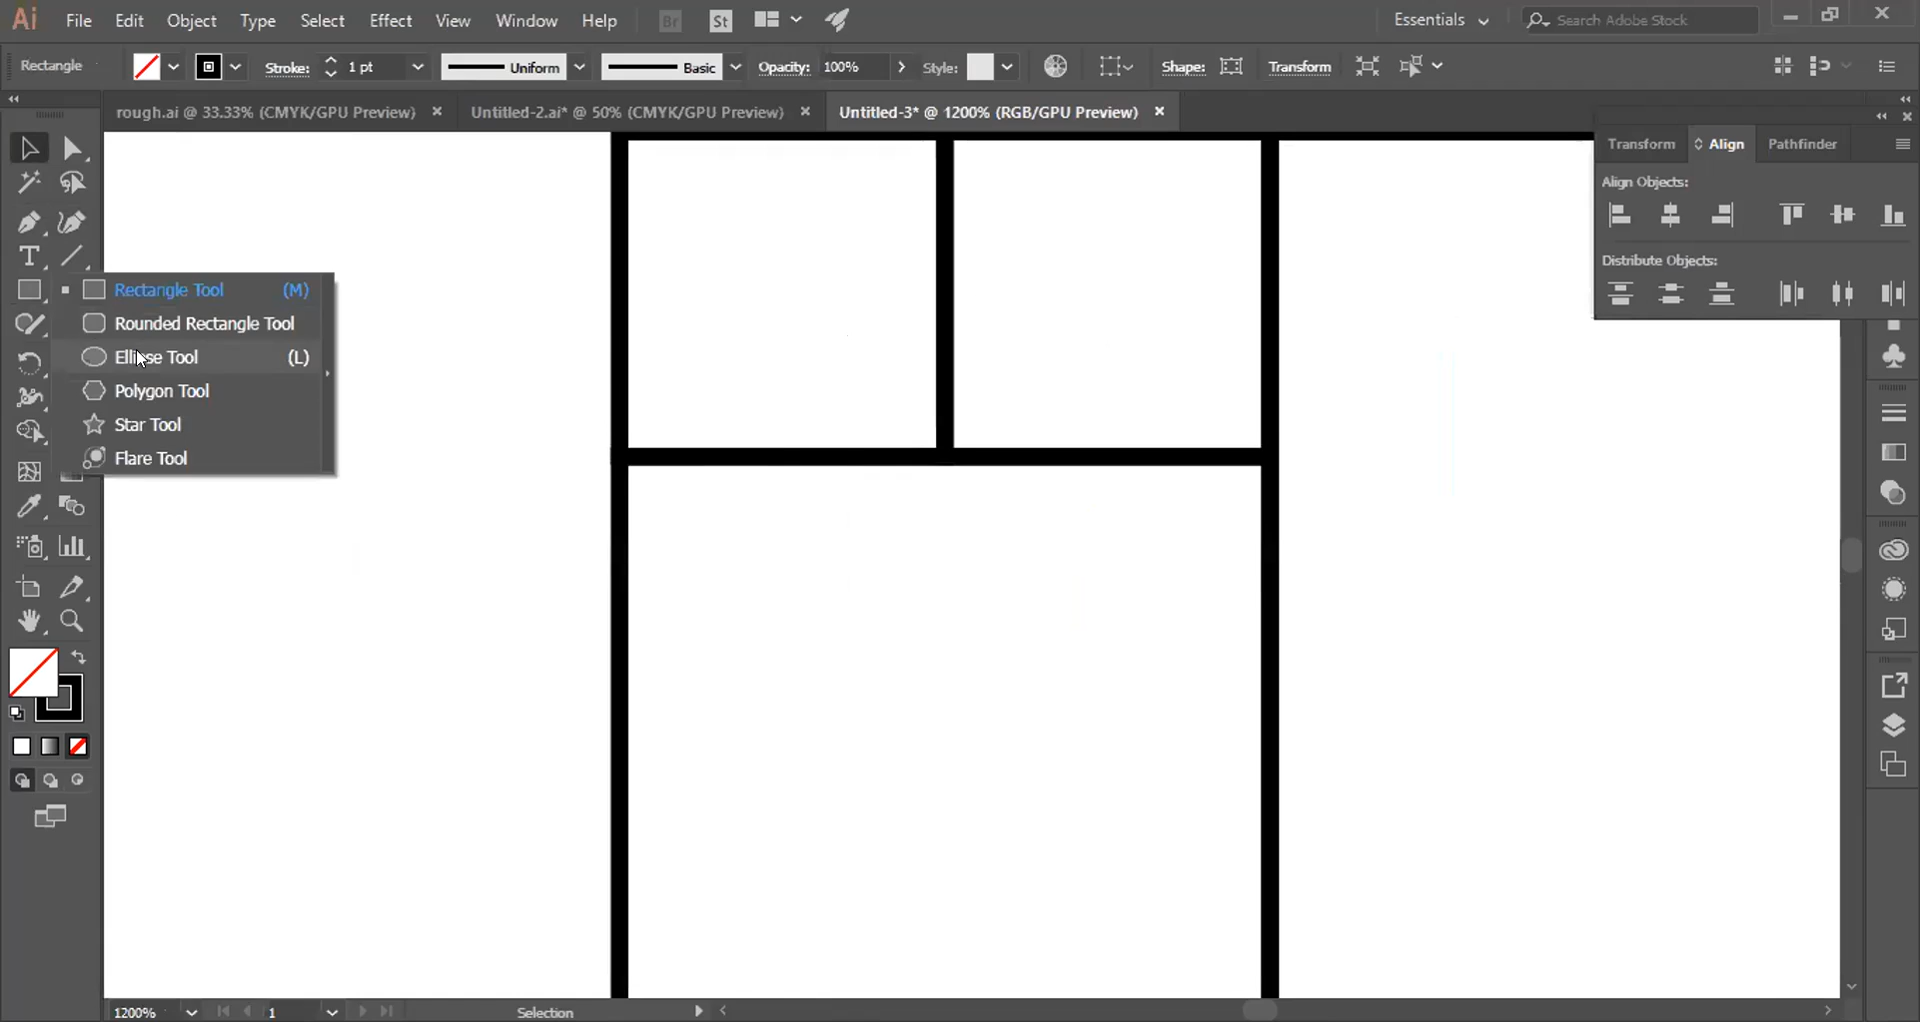 Ai File Edit Object Type Select Effect View Window Help Br St Essentials Search Adobe Stock
Rectangle Stroke: 1 pt Uniform Basic Opacity: 100% Style: Shape: Transform
rough.ai @ 33.33% (CMYK/GPU Preview) Untitled-2.ai* @ 50% (CMYK/GPU Preview) Untitled-3* @ 1200% (RGB/GPU Preview)
Transform Align Pathfinder
Align Objects:
Distribute Objects:
Rectangle Tool (M)
Rounded Rectangle Tool
Ellipse Tool (L)
Polygon Tool
Star Tool
Flare Tool
1200% 1 Selection